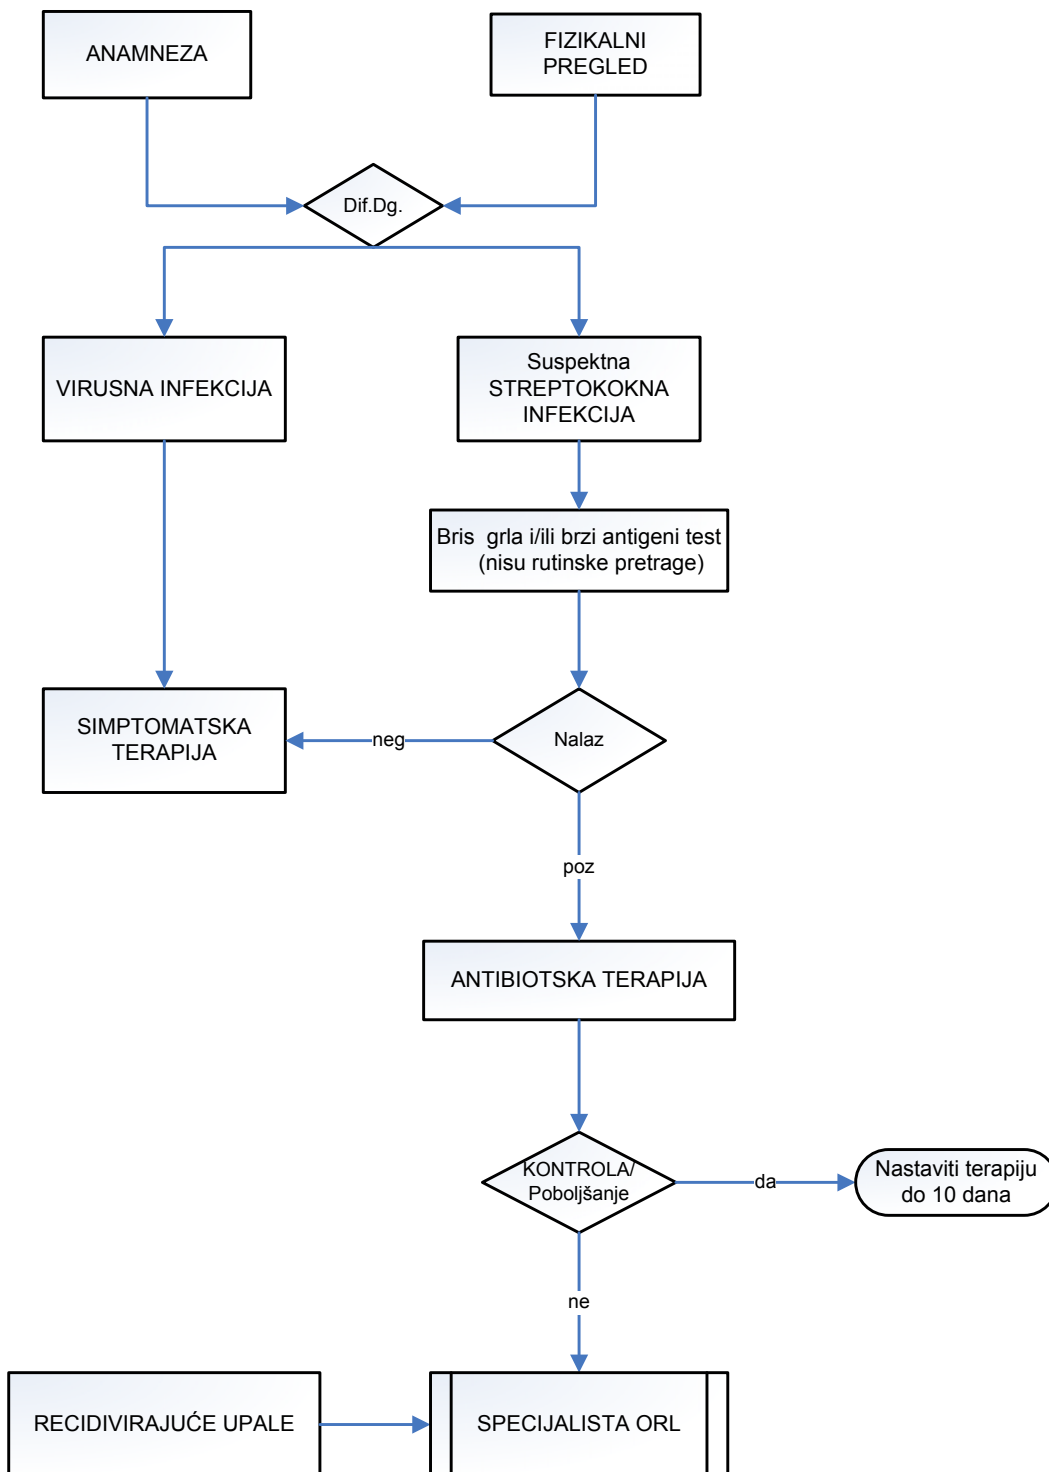 ANAMNEZA
FIZIKALNI
PREGLED
Dif.Dg.
VIRUSNA INFEKCIJA
Suspektna
STREPTOKOKNA
INFEKCIJA
Bris  grla i/ili brzi antigeni test
(nisu rutinske pretrage)
SIMPTOMATSKA
TERAPIJA
neg
Nalaz
poz
ANTIBIOTSKA TERAPIJA
KONTROLA/
Poboljšanje
da
Nastaviti terapiju
do 10 dana
ne
RECIDIVIRAJUĆE UPALE
SPECIJALISTA ORL